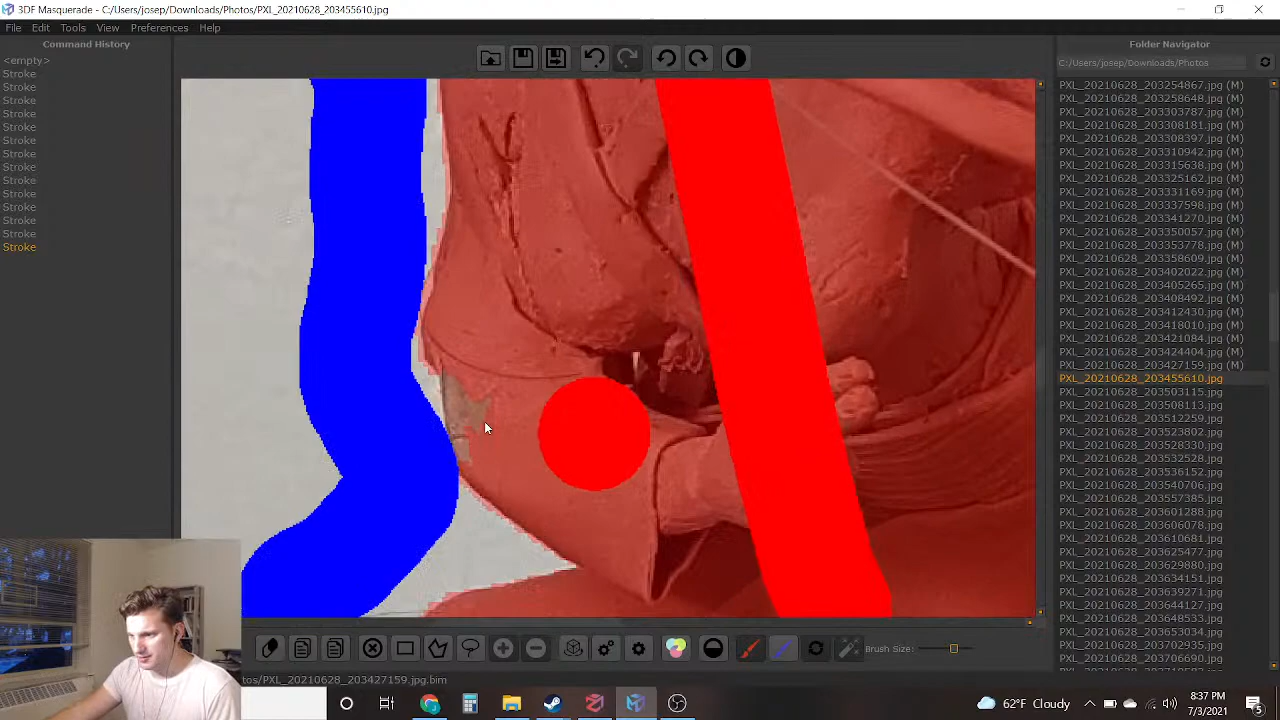 3DF Masquerade - C:/Users/josep/Downloads/Photos/PXL_20210628_203455610.jpg
File Edit Tools View Preferences Help
Command History
<empty>
Stroke
Stroke
Stroke
Stroke
Stroke
Stroke
Stroke
Stroke
Stroke
Stroke
Stroke
Stroke
Stroke
Stroke
Folder Navigator
C:/Users/josep/Downloads/Photos
PXL_20210628_203254867.jpg (M)
PXL_20210628_203258648.jpg (M)
PXL_20210628_203303787.jpg (M)
PXL_20210628_203308181.jpg (M)
PXL_20210628_203308397.jpg (M)
PXL_20210628_203310942.jpg (M)
PXL_20210628_203315638.jpg (M)
PXL_20210628_203325162.jpg (M)
PXL_20210628_203331169.jpg (M)
PXL_20210628_203337598.jpg (M)
PXL_20210628_203341270.jpg (M)
PXL_20210628_203350057.jpg (M)
PXL_20210628_203353778.jpg (M)
PXL_20210628_203358609.jpg (M)
PXL_20210628_203402022.jpg (M)
PXL_20210628_203405265.jpg (M)
PXL_20210628_203408492.jpg (M)
PXL_20210628_203412430.jpg (M)
PXL_20210628_203418010.jpg (M)
PXL_20210628_203421084.jpg (M)
PXL_20210628_203424404.jpg (M)
PXL_20210628_203427159.jpg (M)
PXL_20210628_203455610.jpg
PXL_20210628_203503115.jpg
PXL_20210628_203508113.jpg
PXL_20210628_203512259.jpg
PXL_20210628_203523802.jpg
PXL_20210628_203528330.jpg
PXL_20210628_203532528.jpg
PXL_20210628_203536152.jpg
PXL_20210628_203540706.jpg
PXL_20210628_203557385.jpg
PXL_20210628_203601288.jpg
PXL_20210628_203606078.jpg
PXL_20210628_203610681.jpg
PXL_20210628_203625477.jpg
PXL_20210628_203629880.jpg
PXL_20210628_203634151.jpg
PXL_20210628_203639271.jpg
PXL_20210628_203644127.jpg
PXL_20210628_203648533.jpg
PXL_20210628_203653034.jpg
PXL_20210628_203702935.jpg
PXL_20210628_203706690.jpg
Brush Size:
tos/PXL_20210628_203427159.jpg.bim
62°F Cloudy
8:37 PM
7/3/2021
5